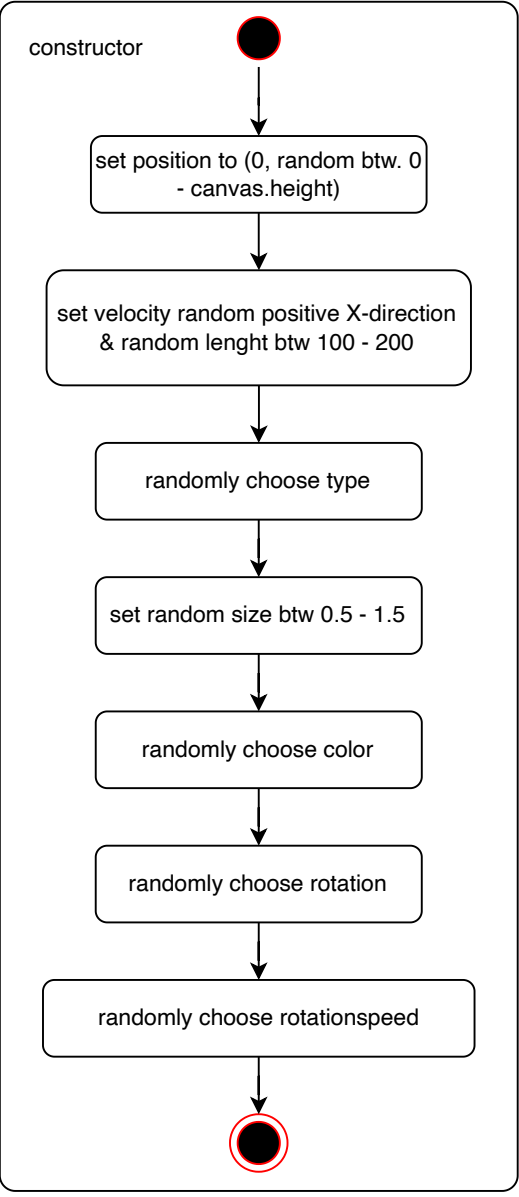 constructor
set position to (0, random btw. 0
- canvas.height)
set velocity random positive X-direction
& random lenght btw 100 - 200
randomly choose type
set random size btw 0.5 - 1.5
randomly choose color
randomly choose rotation
randomly choose rotationspeed